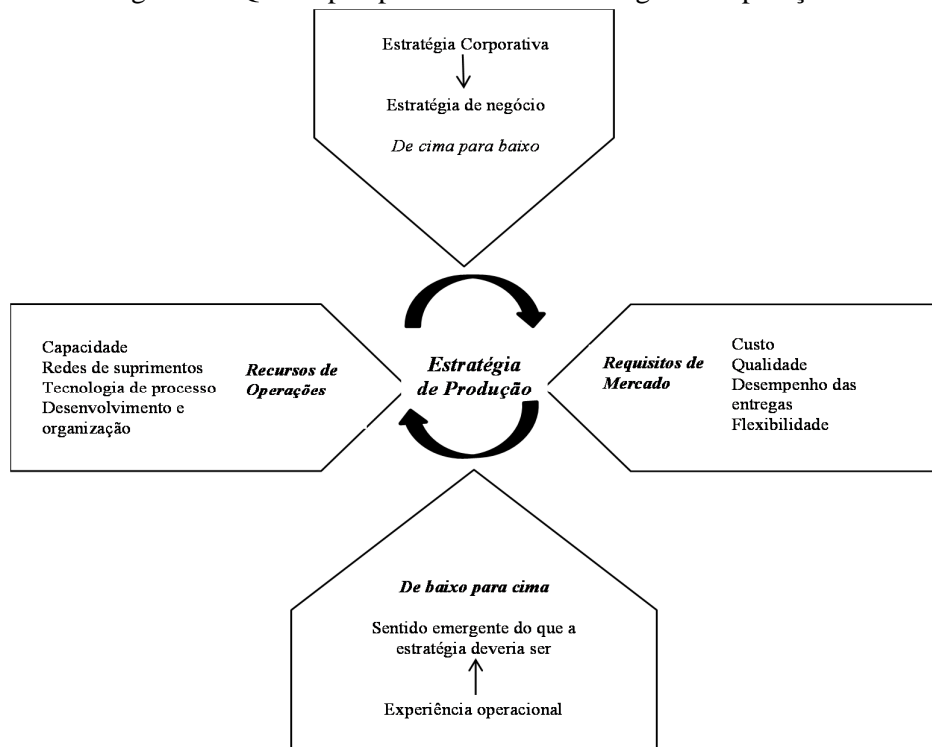 Estratégia Corporativa
Estratégia de negócio
De cima para baixo
Capacidade
Redes de suprimentos
Tecnologia de processo
Desenvolvimento e
organização
Recursos de
Operações
Estratégia
de Produção
Requisitos de
Mercado
Custo
Qualidade
Desempenho das
entregas
Flexibilidade
De baixo para cima
Sentido emergente do que a
estratégia deveria ser
Experiência operacional